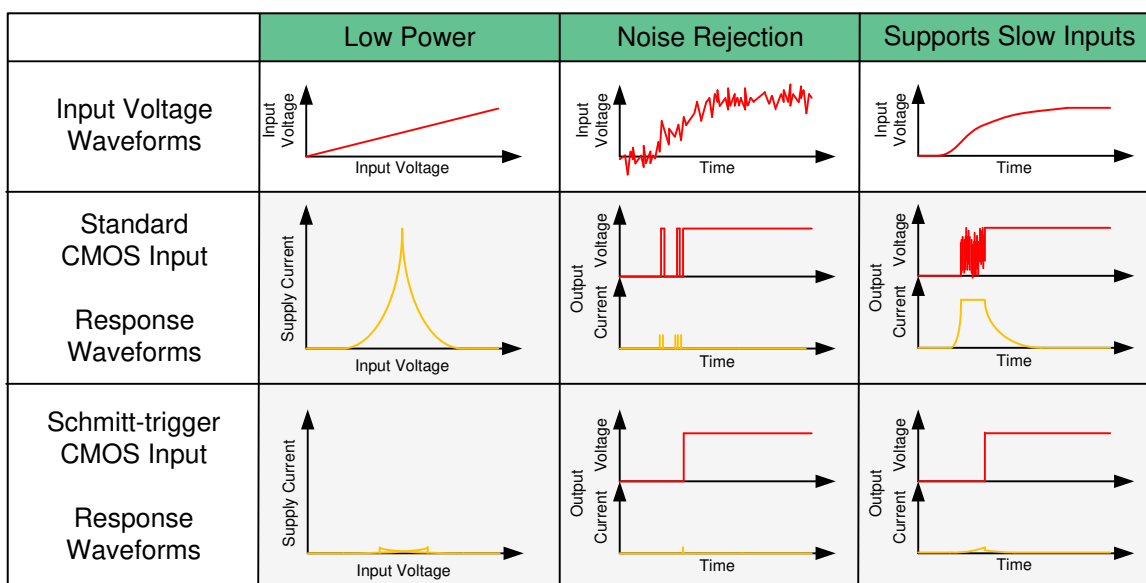 Low Power
Noise Rejection
Supports Slow Inputs
Input Voltage
Waveforms
Input
Voltage
Input Voltage
Input
Voltage
Time
Input
Voltage
Time
Standard
CMOS Input
Response
Waveforms
Supply Current
Input Voltage
Output
Current Voltage
Time
Output
Current Voltage
Time
Schmitt-trigger
CMOS Input
Response
Waveforms
Supply Current
Input Voltage
Output
Current Voltage
Time
Output
Current Voltage
Time